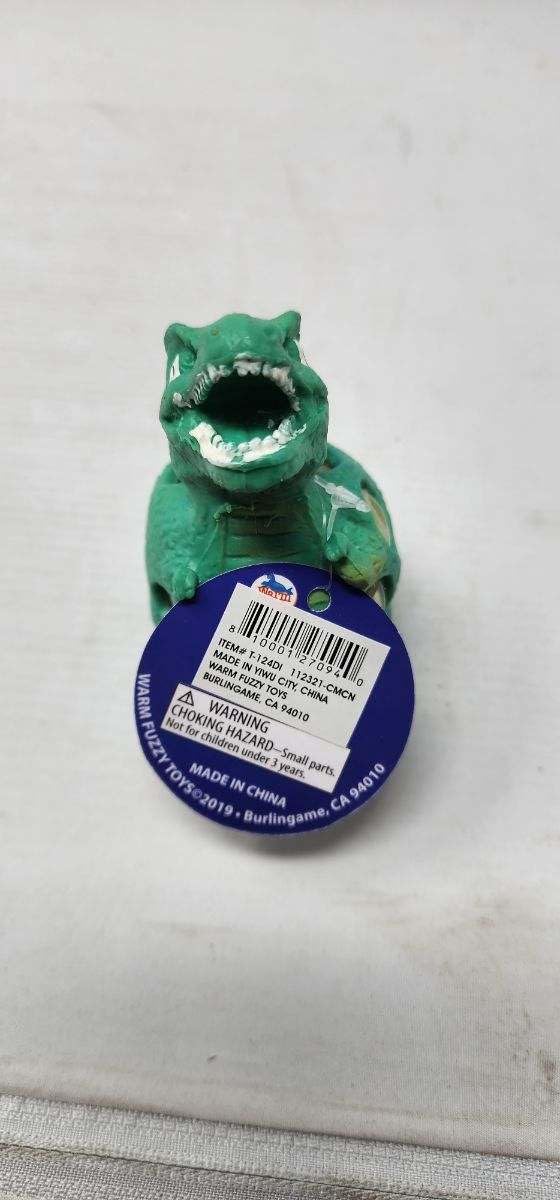 Warm
8 10001 27094 0
ITEM# T-124DI 112321-CMCN
MADE IN YIWU CITY, CHINA
WARM FUZZY TOYS
BURLINGAME, CA 94010
WARNING
CHOKING HAZARD—Small parts.
Not for children under 3 years.
MADE IN CHINA
WARM FUZZY TOYS©2019 • Burlingame, CA 94010